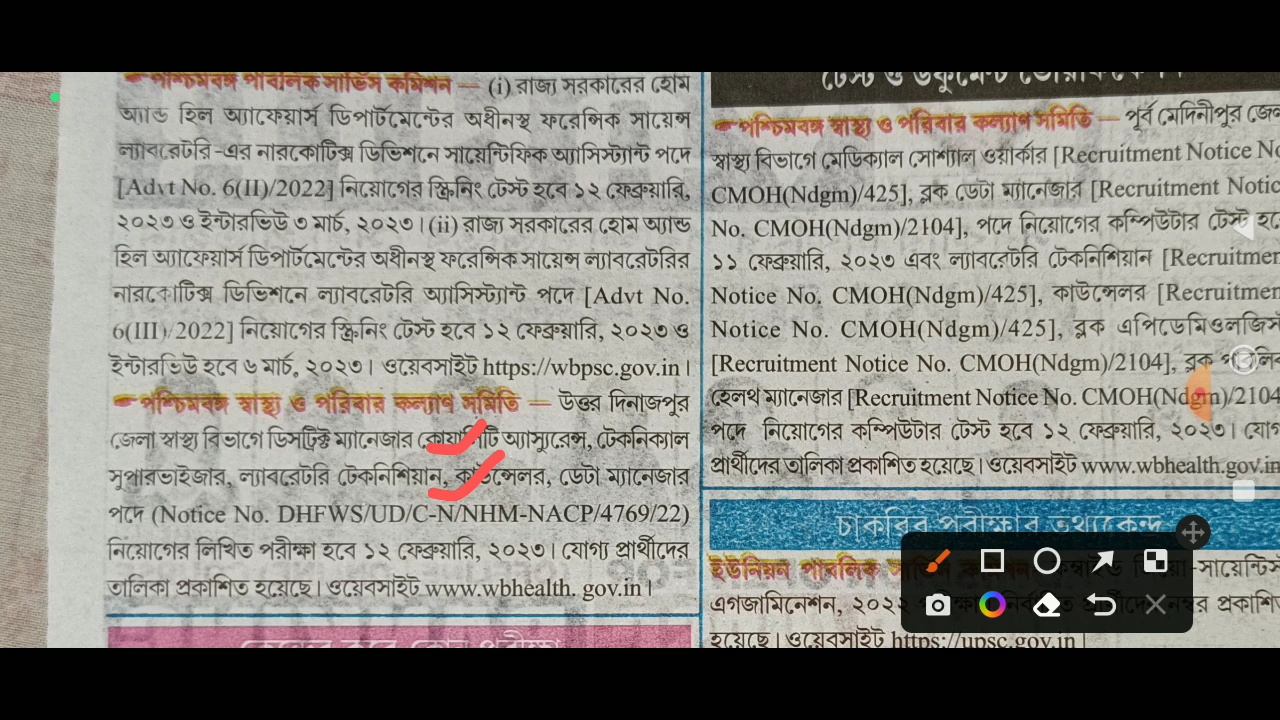 পশ্চিমবঙ্গ পাবলিক সার্ভিস কমিশন — (i) রাজ্য সরকারের হোম
অ্যান্ড হিল অ্যাফেয়ার্স ডিপার্টমেন্টের অধীনস্থ ফরেন্সিক সায়েন্স
ল্যাবরেটরি-এর নারকোটিক্স ডিভিশনে সায়েন্টিফিক অ্যাসিস্ট্যান্ট পদে
[Advt No. 6(II)/2022] নিয়োগের স্ক্রিনিং টেস্ট হবে ১২ ফেব্রুয়ারি,
২০২৩ ও ইন্টারভিউ ৩ মার্চ, ২০২৩। (ii) রাজ্য সরকারের হোম অ্যান্ড
হিল অ্যাফেয়ার্স ডিপার্টমেন্টের অধীনস্থ ফরেন্সিক সায়েন্স ল্যাবরেটরির
নারকোটিক্স ডিভিশনে ল্যাবরেটরি অ্যাসিস্ট্যান্ট পদে [Advt No.
6(III)/2022] নিয়োগের স্ক্রিনিং টেস্ট হবে ১২ ফেব্রুয়ারি, ২০২৩ ও
ইন্টারভিউ হবে ৬ মার্চ, ২০২৩। ওয়েবসাইট https://wbpsc.gov.in।
পশ্চিমবঙ্গ স্বাস্থ্য ও পরিবার কল্যাণ সমিতি — উত্তর দিনাজপুর
জেলা স্বাস্থ্য বিভাগে ডিসট্রিক্ট ম্যানেজার কোয়ালিটি অ্যাস্যুরেন্স, টেকনিক্যাল
সুপারভাইজার, ল্যাবরেটরি টেকনিশিয়ান, কাউন্সেলর, ডেটা ম্যানেজার
পদে (Notice No. DHFWS/UD/C-N/NHM-NACP/4769/22)
নিয়োগের লিখিত পরীক্ষা হবে ১২ ফেব্রুয়ারি, ২০২৩। যোগ্য প্রার্থীদের
তালিকা প্রকাশিত হয়েছে। ওয়েবসাইট www.wbhealth. gov.in।
টেস্ট ও ডকুমেন্ট
পশ্চিমবঙ্গ স্বাস্থ্য ও পরিবার কল্যাণ সমিতি — পূর্ব মেদিনীপুর জে
স্বাস্থ্য বিভাগে মেডিক্যাল সোশ্যাল ওয়ার্কার [Recruitment Notice No
CMOH(Ndgm)/425], ব্লক ডেটা ম্যানেজার [Recruitment Notic
No. CMOH(Ndgm)/2104], পদে নিয়োগের কম্পিউটার টেস্ট হ
১১ ফেব্রুয়ারি, ২০২৩ এবং ল্যাবরেটরি টেকনিশিয়ান [Recruitmen
Notice No. CMOH(Ndgm)/425], কাউন্সেলর [Recruitmen
Notice No. CMOH(Ndgm)/425], ব্লক এপিডেমিওলজিস
[Recruitment Notice No. CMOH(Ndgm)/2104], ব্লক পাবলিক
হেলথ ম্যানেজার [Recruitment Notice No. CMOH(Ndgm)/2104
পদে নিয়োগের কম্পিউটার টেস্ট হবে ১২ ফেব্রুয়ারি, ২০২৩। যোগ
প্রার্থীদের তালিকা প্রকাশিত হয়েছে। ওয়েবসাইট www.wbhealth.gov.in
চাকরির পরীক্ষার তথ্যকেন্দ্র
ইউনিয়ন পাবলিক সার্ভিস কমিশন
এগজামিনেশন, ২০২২ প্রকাশি
হয়েছে। ওয়েবসাইট https://upsc.gov.in।